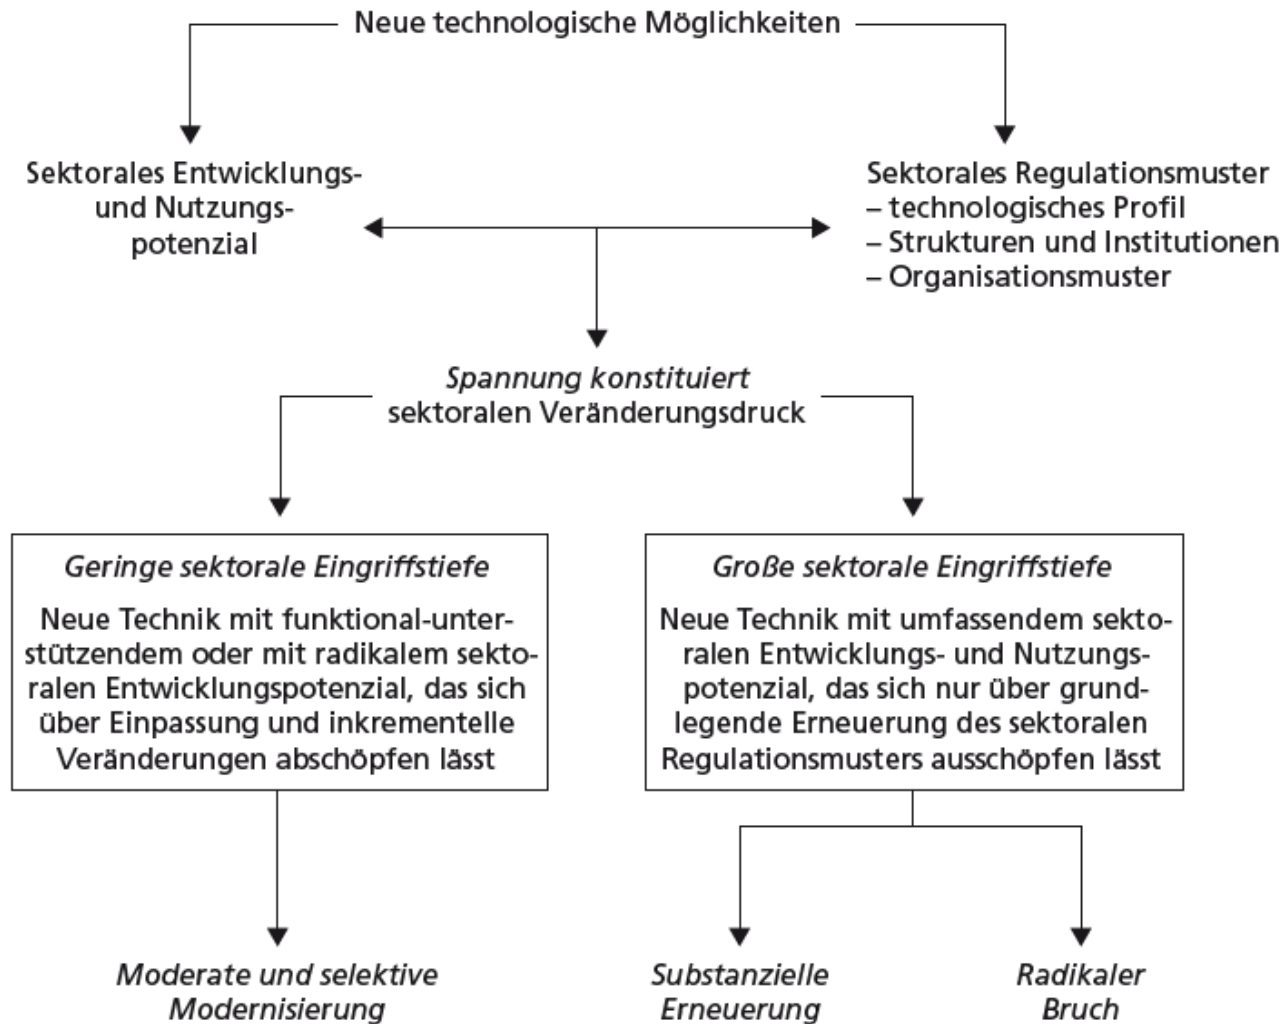 Neue technologische Möglichkeiten
Sektorales Entwicklungs-
und Nutzungs-
potenzial
Sektorales Regulationsmuster
– technologisches Profil
– Strukturen und Institutionen
– Organisationsmuster
Spannung konstituiert
sektoralen Veränderungsdruck
Geringe sektorale Eingriffstiefe
Neue Technik mit funktional-unter-
stützendem oder mit radikalem sekto-
ralen Entwicklungspotenzial, das sich
über Einpassung und inkrementelle
Veränderungen abschöpfen lässt
Große sektorale Eingriffstiefe
Neue Technik mit umfassendem sekto-
ralen Entwicklungs- und Nutzungs-
potenzial, das sich nur über grund-
legende Erneuerung des sektoralen
Regulationsmusters ausschöpfen lässt
Moderate und selektive
Modernisierung
Substanzielle
Erneuerung
Radikaler
Bruch